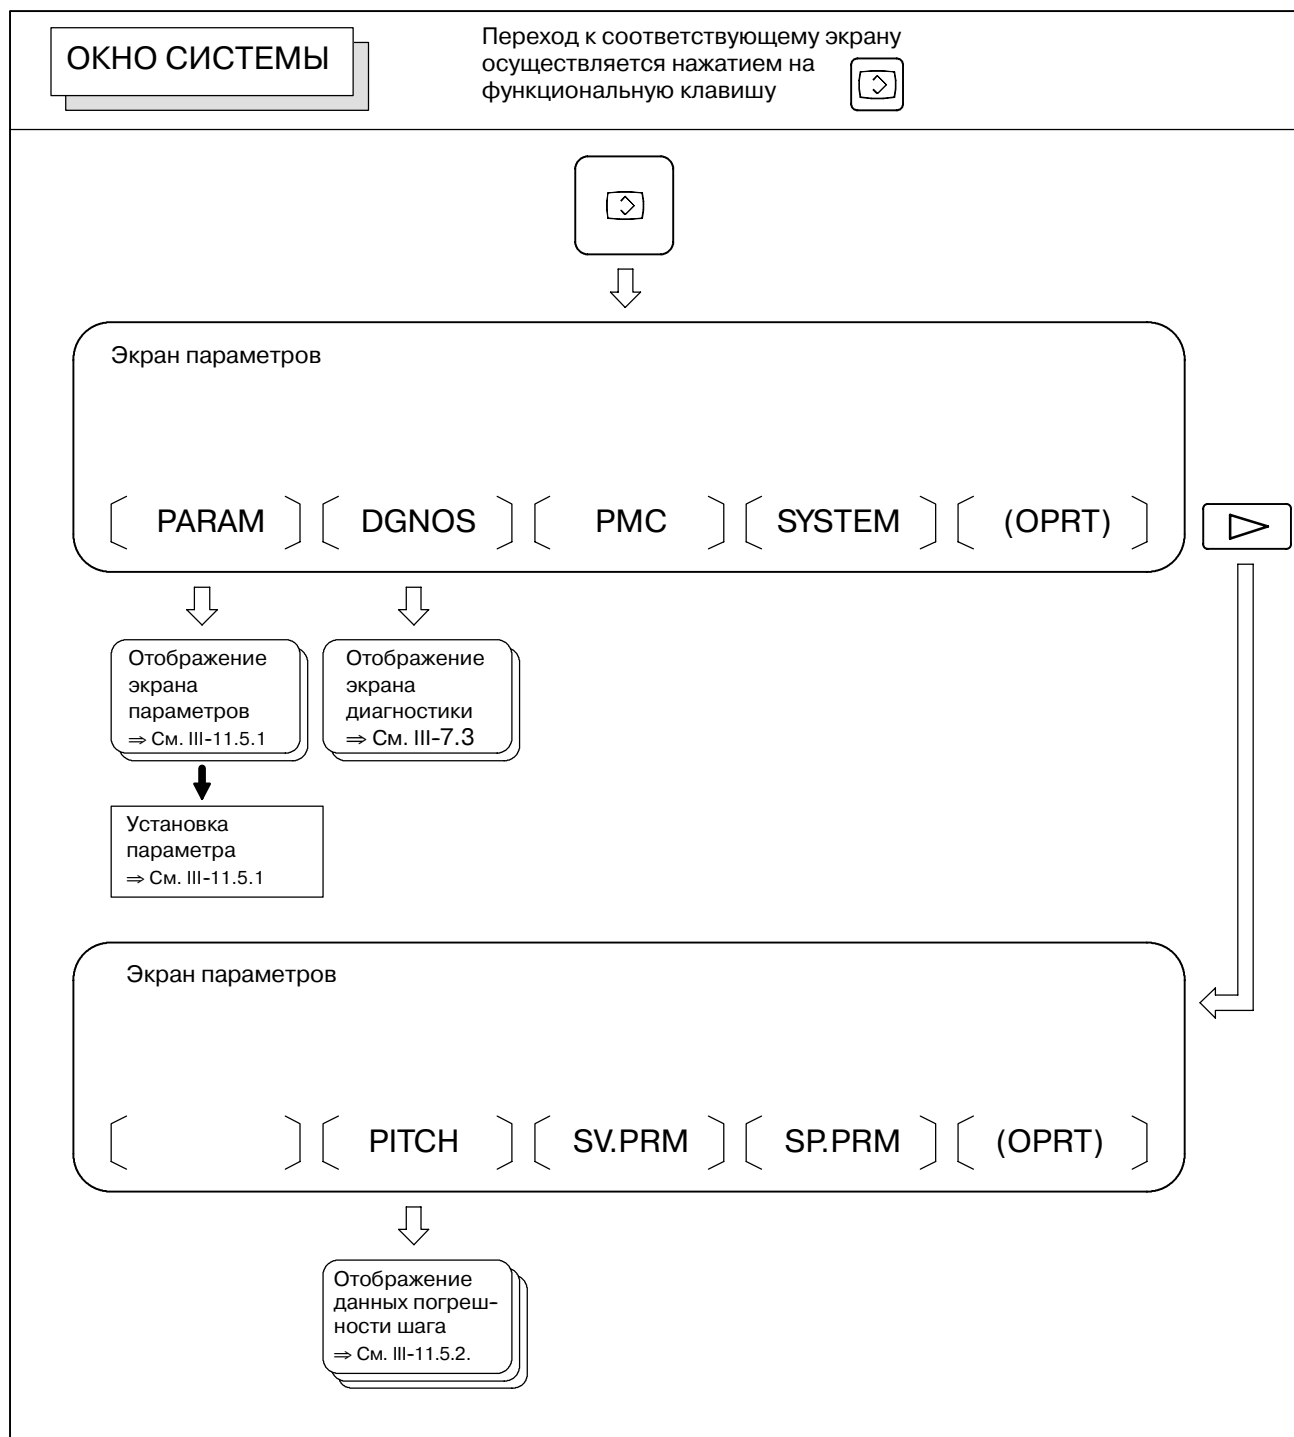 ОКНО СИСТЕМЫ
Переход к соответствующему экрану
осуществляется нажатием на
функциональную клавишу
Экран параметров
PARAM DGNOS PMC SYSTEM (OPRT)
Отображение
экрана
параметров
⇒ См. III-11.5.1
Отображение
экрана
диагностики
⇒ См. III-7.3
Установка
параметра
⇒ См. III-11.5.1
Экран параметров
PITCH SV.PRM SP.PRM (OPRT)
Отображение
данных погреш-
ности шага
⇒ См. III-11.5.2.